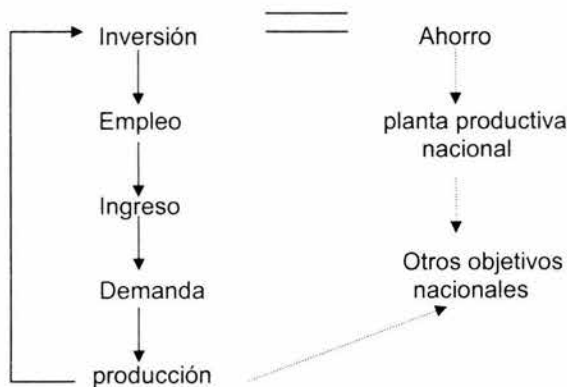 Inversión
Ahorro
Empleo
planta productiva
nacional
Ingreso
Otros objetivos
nacionales
Demanda
producción